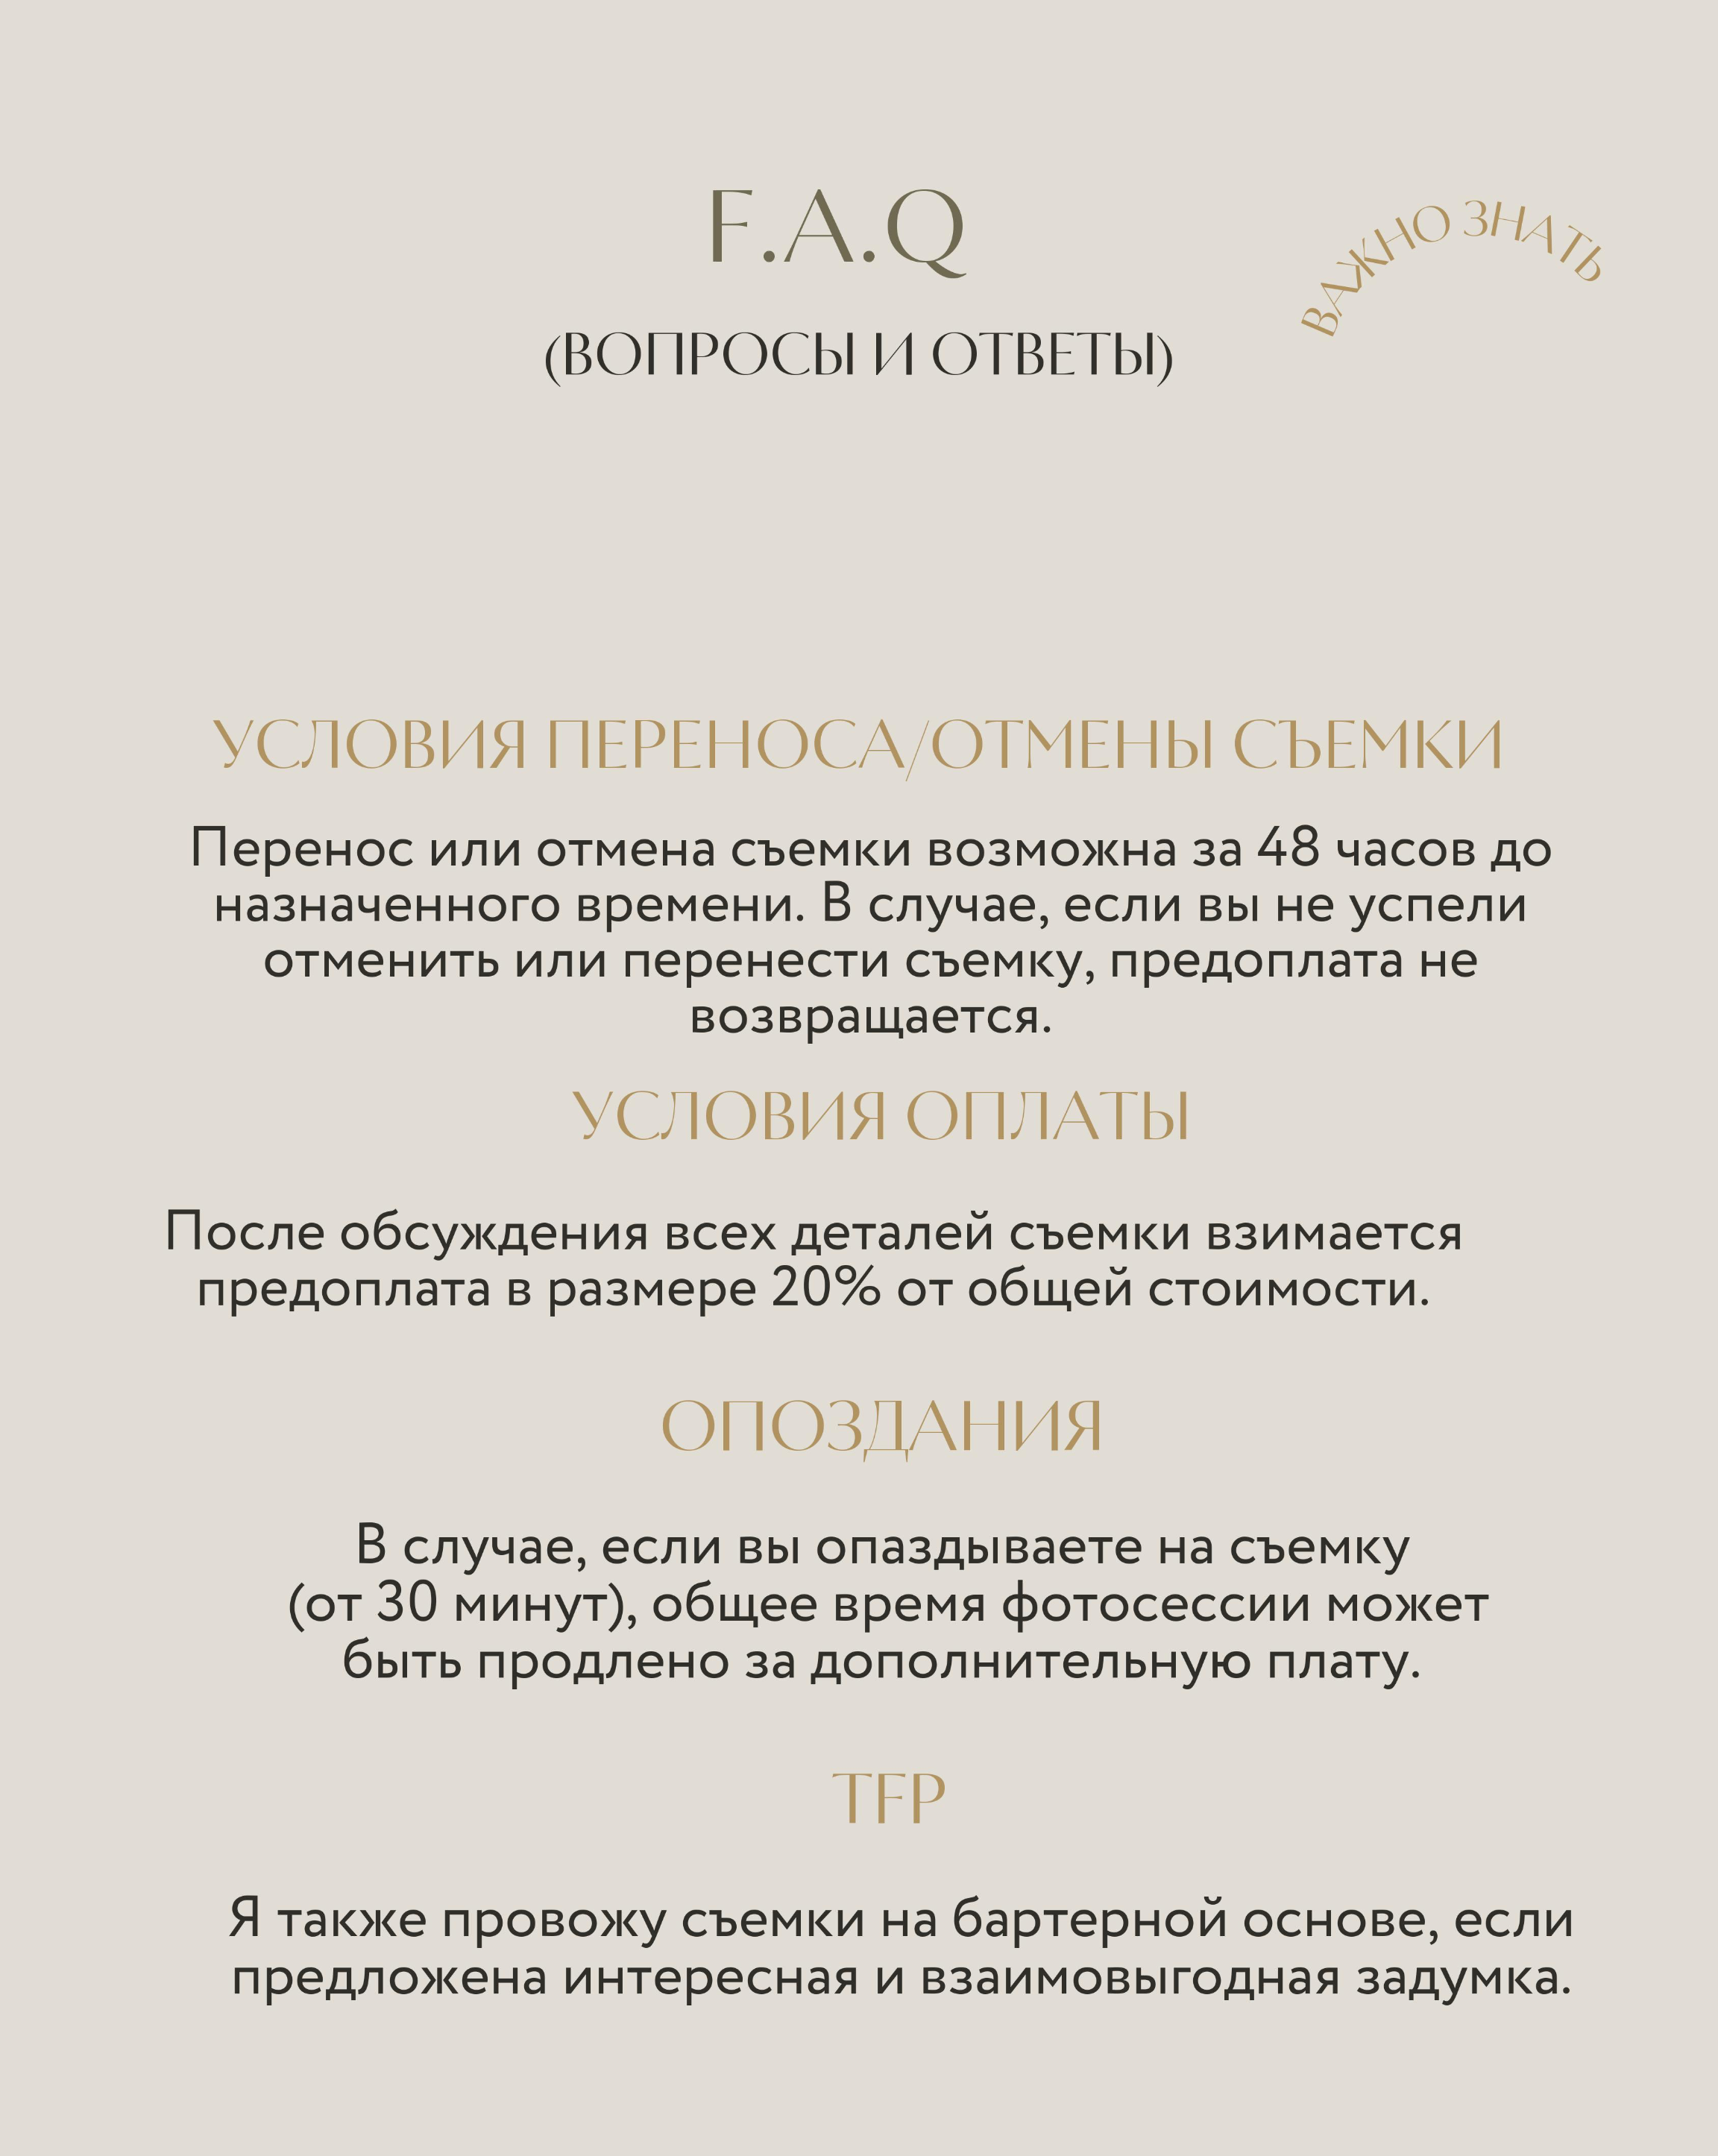 F.A.Q
ВАЖНО ЗНАТЬ
(ВОПРОСЫ И ОТВЕТЫ)
УСЛОВИЯ ПЕРЕНОСА/ОТМЕНЫ СЪЕМКИ
Перенос или отмена съемки возможна за 48 часов до
назначенного времени. В случае, если вы не успели
отменить или перенести съемку, предоплата не
возвращается.
УСЛОВИЯ ОПЛАТЫ
После обсуждения всех деталей съемки взимается
предоплата в размере 20% от общей стоимости.
ОПОЗДАНИЯ
В случае, если вы опаздываете на съемку
(от 30 минут), общее время фотосессии может
быть продлено за дополнительную плату.
TFP
Я также провожу съемки на бартерной основе, если
предложена интересная и взаимовыгодная задумка.